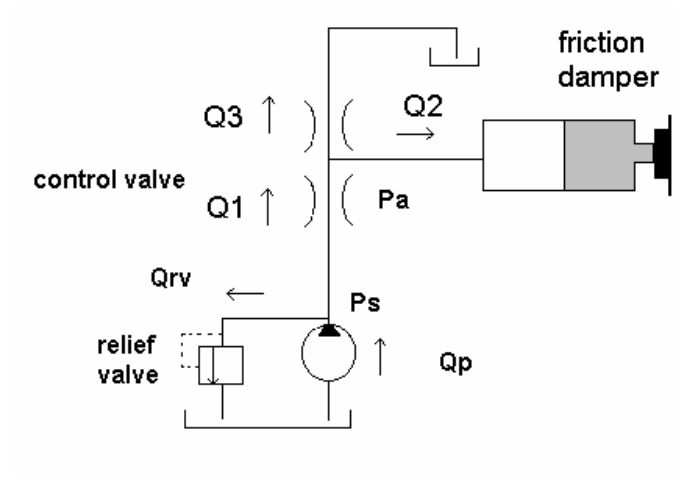 friction
damper
Q3
Q2
control valve
Q1
Pa
Qrv
Ps
relief
valve
Qp